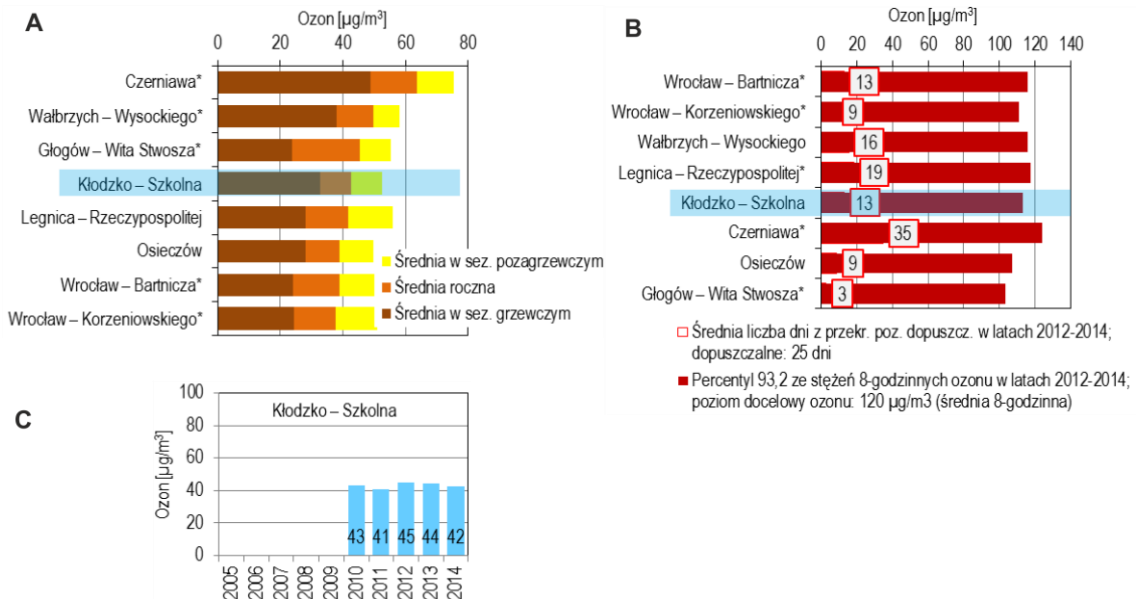 A
Ozon [µg/m³]
0 20 40 60 80
Czerniawa*
Wałbrzych – Wysockiego*
Głogów – Wita Stwosza*
Kłodzko – Szkolna
Legnica – Rzeczypospolitej
Osieczów
Wrocław – Bartnicza*
Wrocław – Korzeniowskiego*
Średnia w sez. pozagrzewczym
Średnia roczna
Średnia w sez. grzewczym
B
Ozon [µg/m³]
0 20 40 60 80 100 120 140
Wrocław – Bartnicza* 13
Wrocław – Korzeniowskiego* 9
Wałbrzych – Wysockiego 16
Legnica – Rzeczypospolitej* 19
Kłodzko – Szkolna 13
Czerniawa* 35
Osieczów 9
Głogów – Wita Stwosza* 3
Średnia liczba dni z przekr. poz. dopuszcz. w latach 2012-2014;
dopuszczalne: 25 dni
Percentyl 93,2 ze stężeń 8-godzinnych ozonu w latach 2012-2014;
poziom docelowy ozonu: 120 µg/m3 (średnia 8-godzinna)
C
Kłodzko – Szkolna
Ozon [µg/m³]
100
80
60
40
20
0
43 41 45 44 42
2005 2006 2007 2008 2009 2010 2011 2012 2013 2014